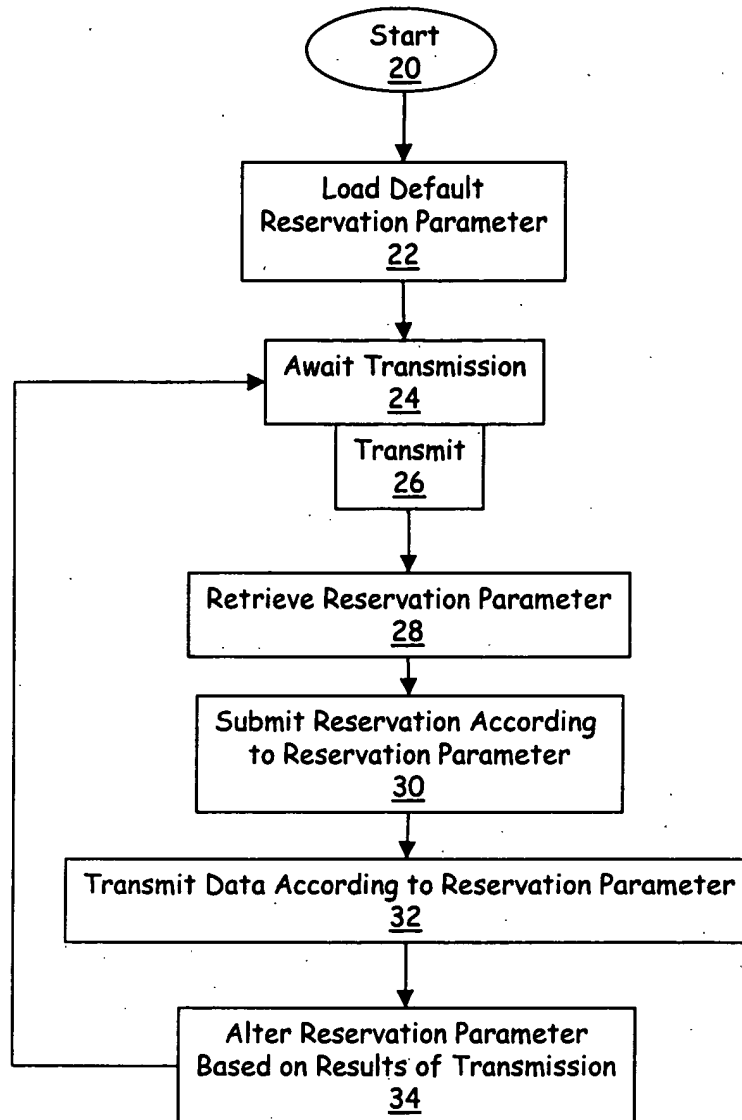 Start
20
Load Default
Reservation Parameter
22
Await Transmission
24
Transmit
26
Retrieve Reservation Parameter
28
Submit Reservation According
to Reservation Parameter
30
Transmit Data According to Reservation Parameter
32
Alter Reservation Parameter
Based on Results of Transmission
34